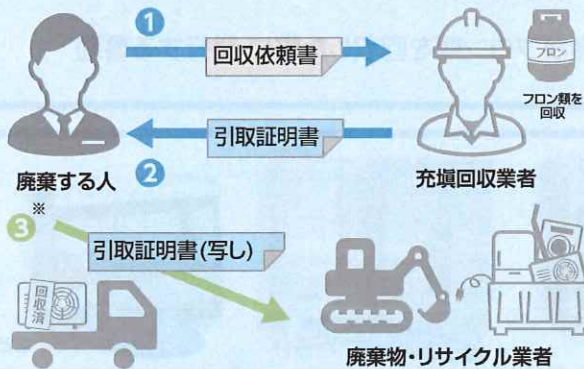 1
回収依頼書
フロン
フロン類を
回収
引取証明書
2
廃棄する人
充塡回収業者
※
3
引取証明書(写し)
回収済
廃棄物・リサイクル業者